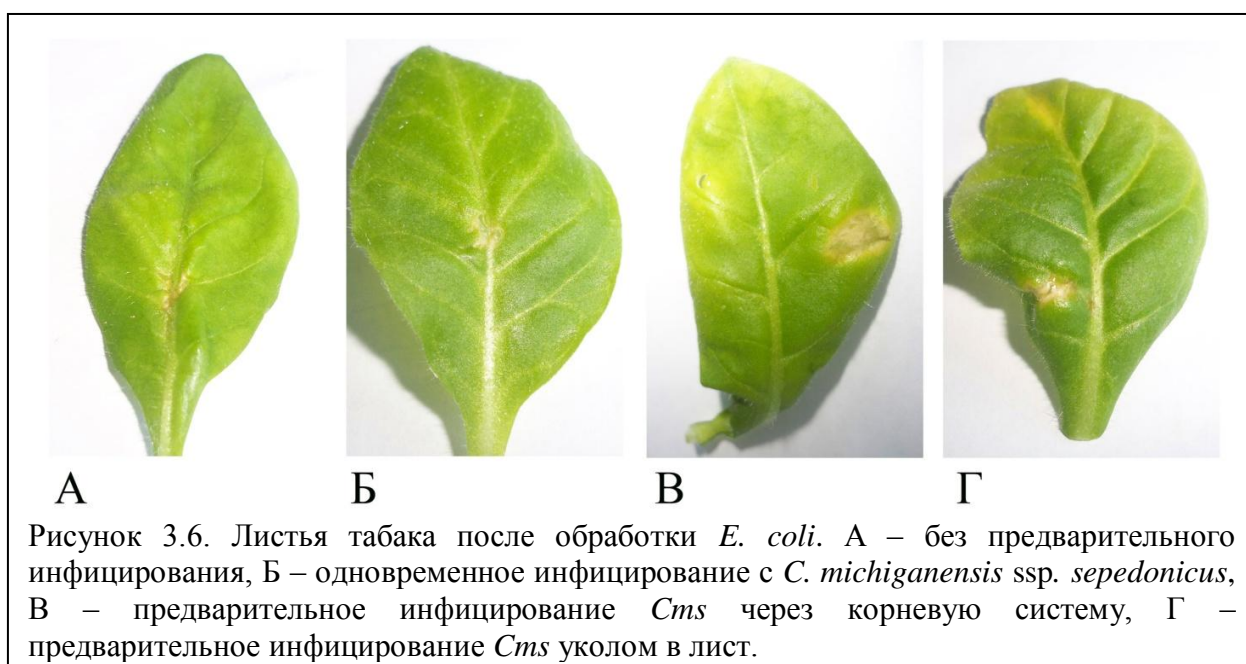 А Б В Г
Рисунок 3.6. Листья табака после обработки E. coli. А – без предварительного
инфицирования, Б – одновременное инфицирование с C. michiganensis ssp. sepedonicus,
В – предварительное инфицирование Cms через корневую систему, Г –
предварительное инфицирование Cms уколом в лист.